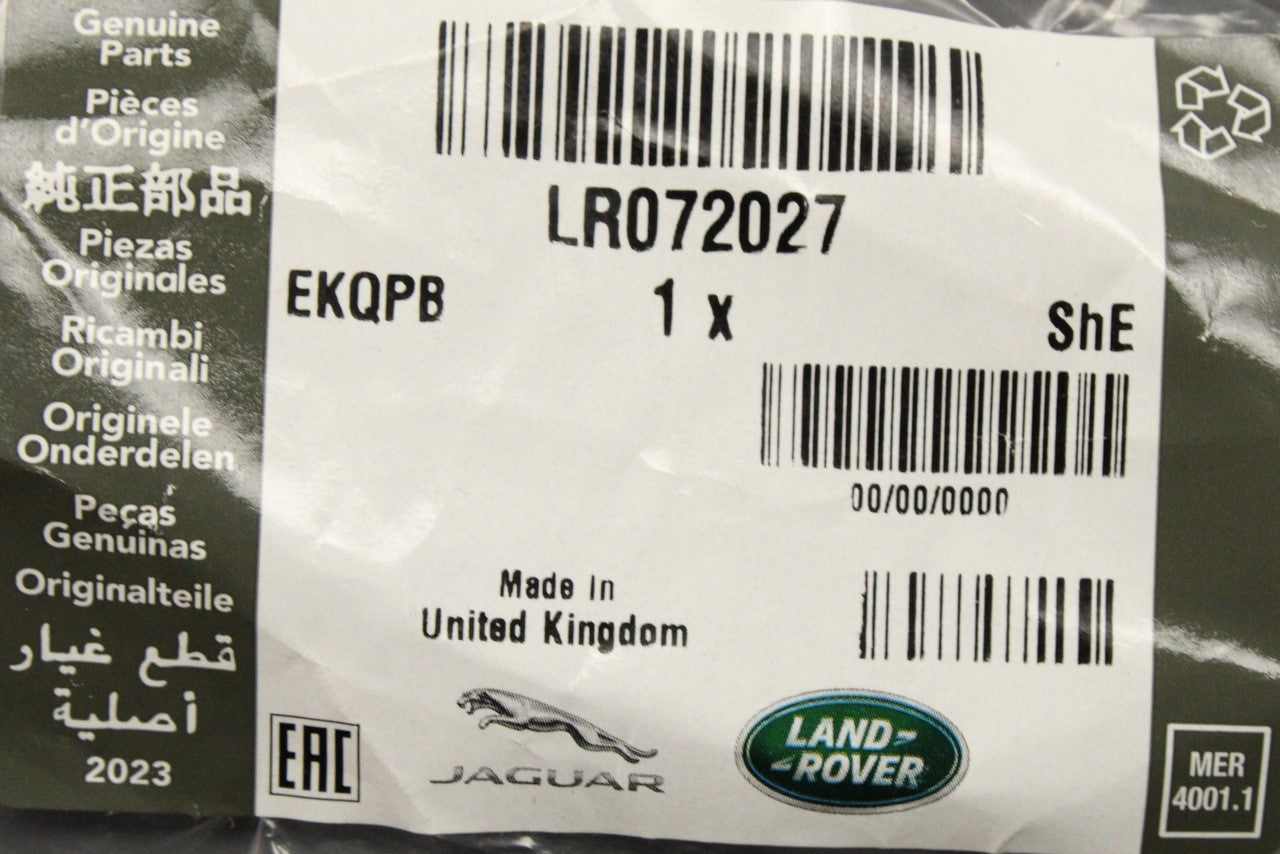 Genuine
Parts
Pièces
d'Origine
純正部品
Piezas
Originales
Ricambi
Originali
Originele
Onderdelen
Peças
Genuinas
Originalteile
قطع غيار
أصلية
2023
LR072027
EKQPB
1 x
ShE
00/00/0000
Made In
United Kingdom
EAC
JAGUAR
LAND
ROVER
MER
4001.1